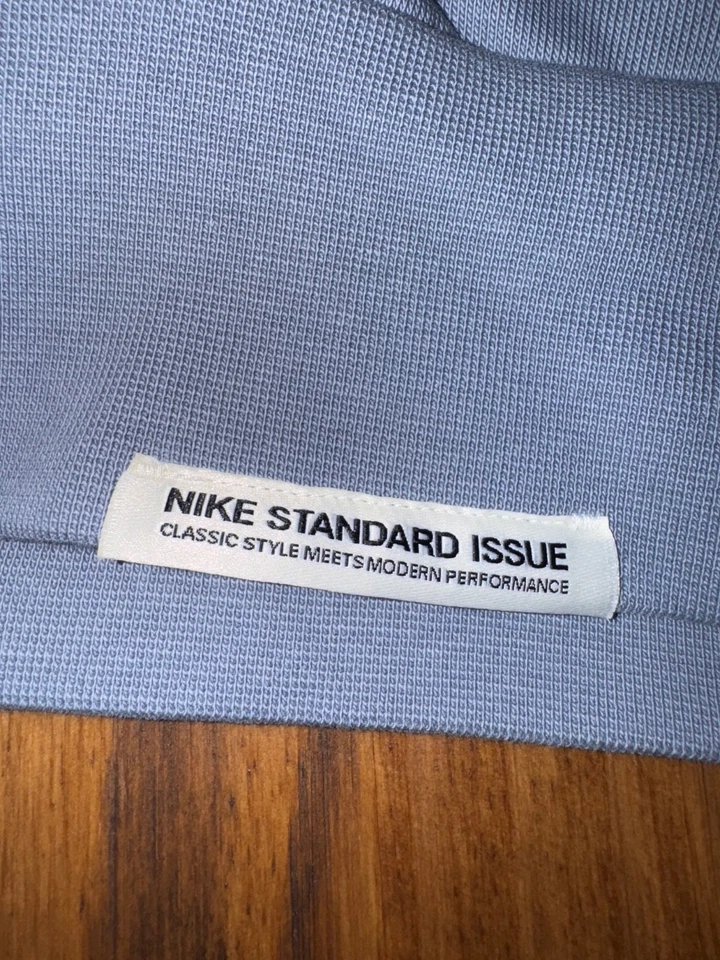 NIKE STANDARD ISSUE
CLASSIC STYLE MEETS MODERN PERFORMANCE